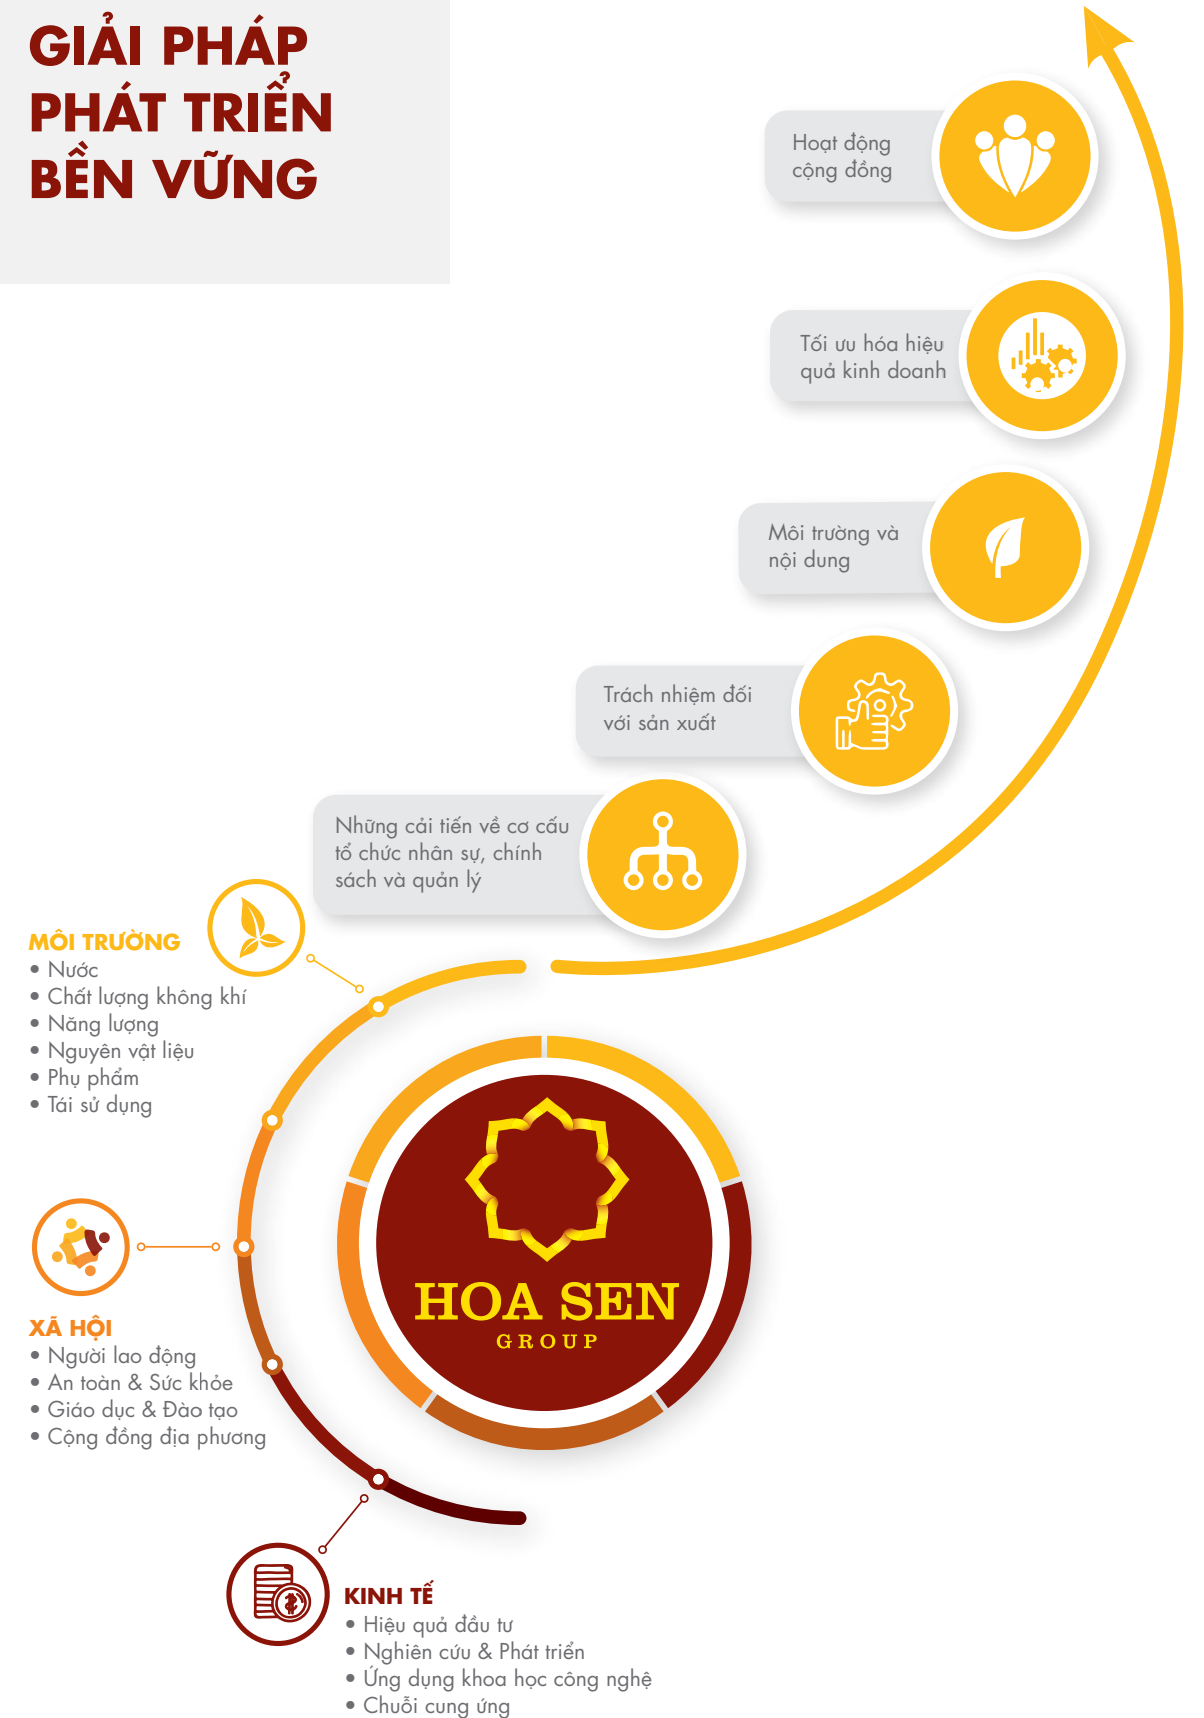 GIẢI PHÁP
PHÁT TRIỂN
BỀN VỮNG
Hoạt động
cộng đồng
Tối ưu hóa hiệu
quả kinh doanh
Môi trường và
nội dung
Trách nhiệm đối
với sản xuất
Những cải tiến về cơ cấu
tổ chức nhân sự, chính
sách và quản lý
MÔI TRƯỜNG
• Nước
• Chất lượng không khí
• Năng lượng
• Nguyên vật liệu
• Phụ phẩm
• Tái sử dụng
HOA SEN
GROUP
XÃ HỘI
• Người lao động
• An toàn & Sức khỏe
• Giáo dục & Đào tạo
• Cộng đồng địa phương
KINH TẾ
• Hiệu quả đầu tư
• Nghiên cứu & Phát triển
• Ứng dụng khoa học công nghệ
• Chuỗi cung ứng